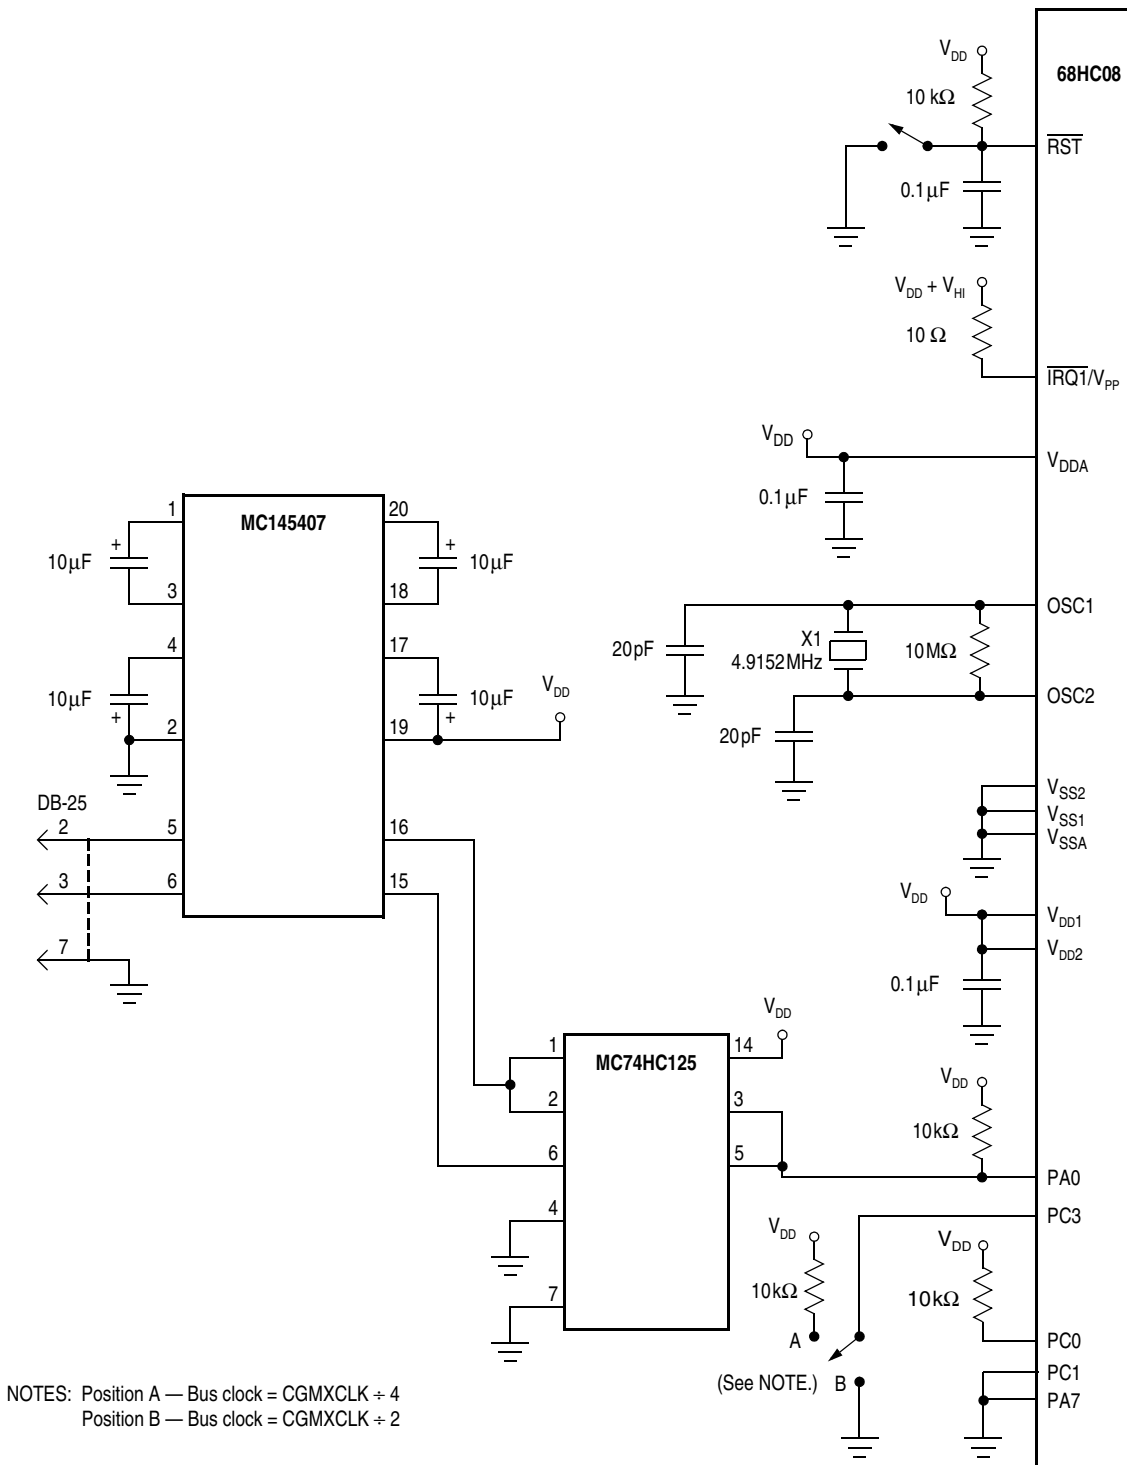 68HC08
V_DD
10 kΩ
RST
0.1µF
V_DD + V_HI
10 Ω
IRQ1/V_PP
V_DD
V_DDA
0.1µF
MC145407
1
20
10µF
+
+
10µF
3
18
OSC1
4
17
20pF
X1
4.9152MHz
10MΩ
10µF
+
10µF
+
V_DD
OSC2
2
19
20pF
V_SS2
V_SS1
V_SSA
DB-25
2
5
16
3
6
15
V_DD
V_DD1
7
V_DD2
0.1µF
V_DD
MC74HC125
1
14
V_DD
2
3
10kΩ
6
5
PA0
4
PC3
V_DD
V_DD
7
10kΩ
10kΩ
A
PC0
(See NOTE.) B
PC1
PA7
NOTES: Position A — Bus clock = CGMXCLK ÷ 4
Position B — Bus clock = CGMXCLK ÷ 2